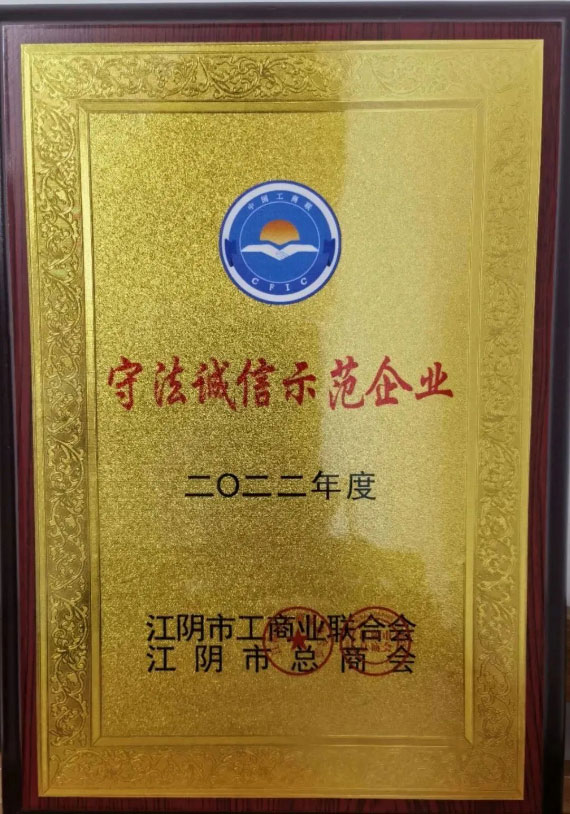 中国工商联
CFIC
守法诚信示范企业
二〇二二年度
江阴市工商业联合会
江阴市总商会